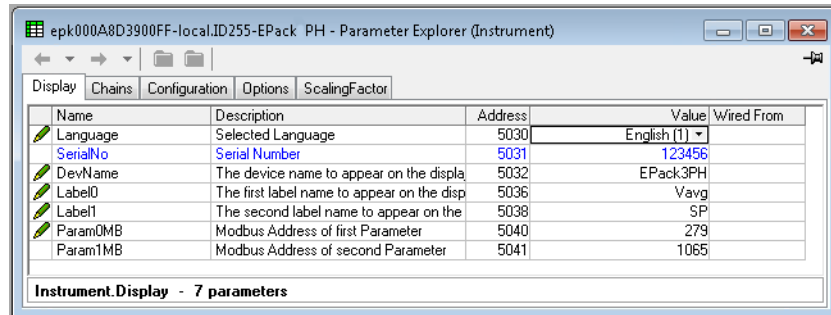 epk000A8D3900FF-local.ID255-EPack PH - Parameter Explorer (Instrument)
Display Chains Configuration Options ScalingFactor
Name Description Address Value Wired From
Language Selected Language 5030 English (1)
SerialNo Serial Number 5031 123456
DevName The device name to appear on the displa 5032 EPack3PH
Label0 The first label name to appear on the disp 5036 Vavg
Label1 The second label name to appear on the 5038 SP
Param0MB Modbus Address of first Parameter 5040 279
Param1MB Modbus Address of second Parameter 5041 1065
Instrument.Display - 7 parameters